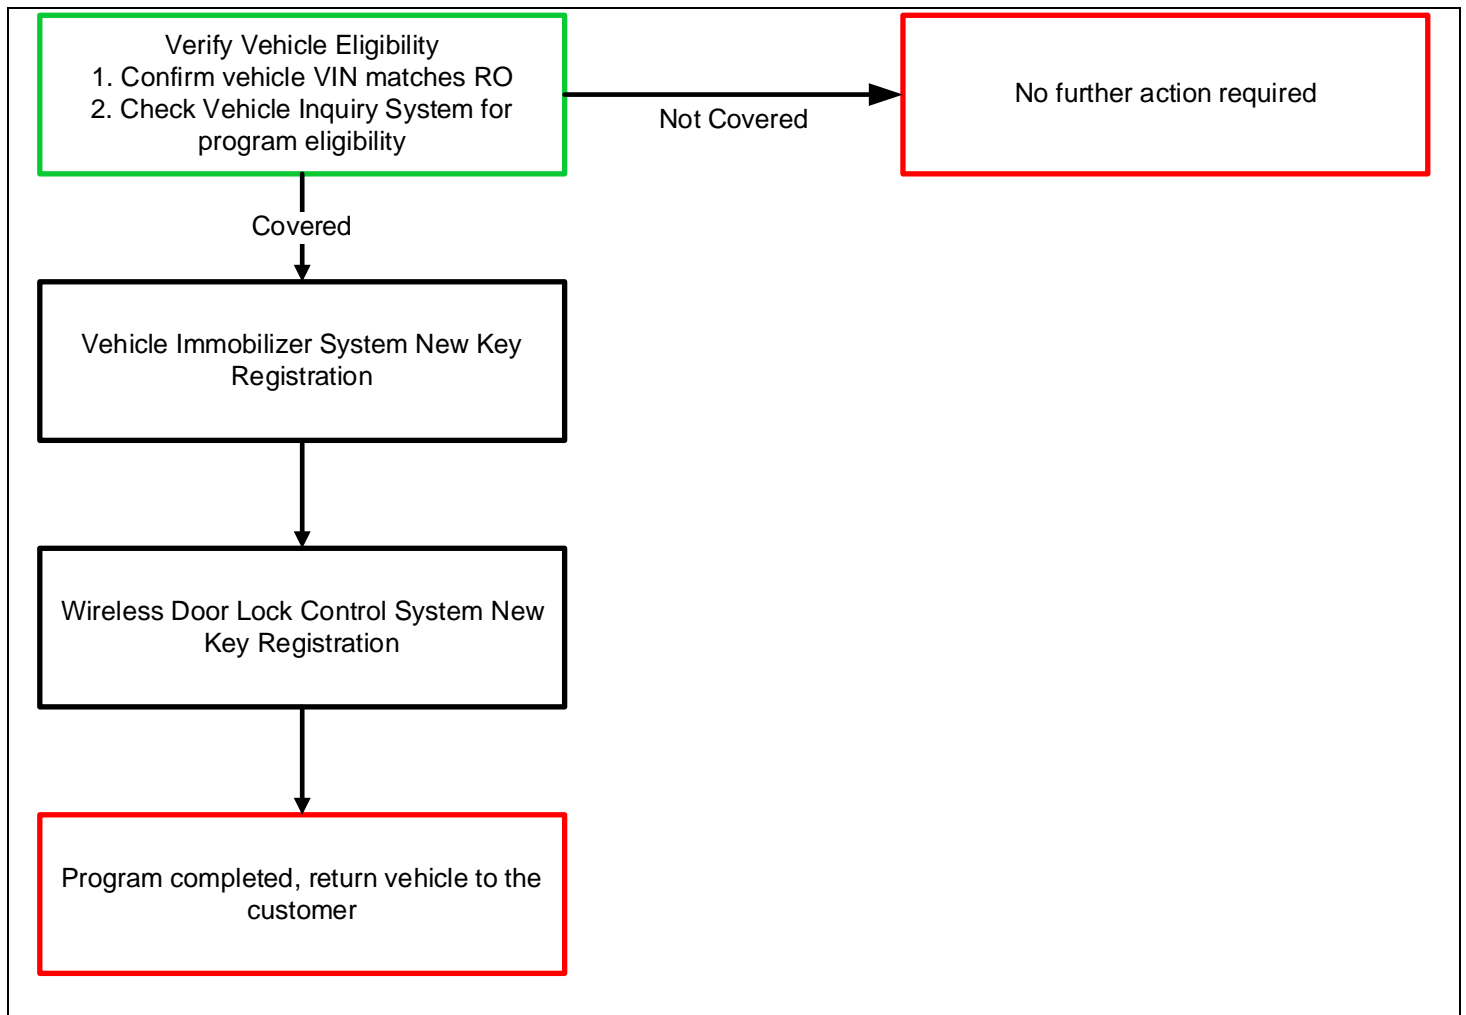 Verify Vehicle Eligibility
1. Confirm vehicle VIN matches RO
2. Check Vehicle Inquiry System for
program eligibility
Not Covered
No further action required
Covered
Vehicle Immobilizer System New Key
Registration
Wireless Door Lock Control System New
Key Registration
Program completed, return vehicle to the
customer